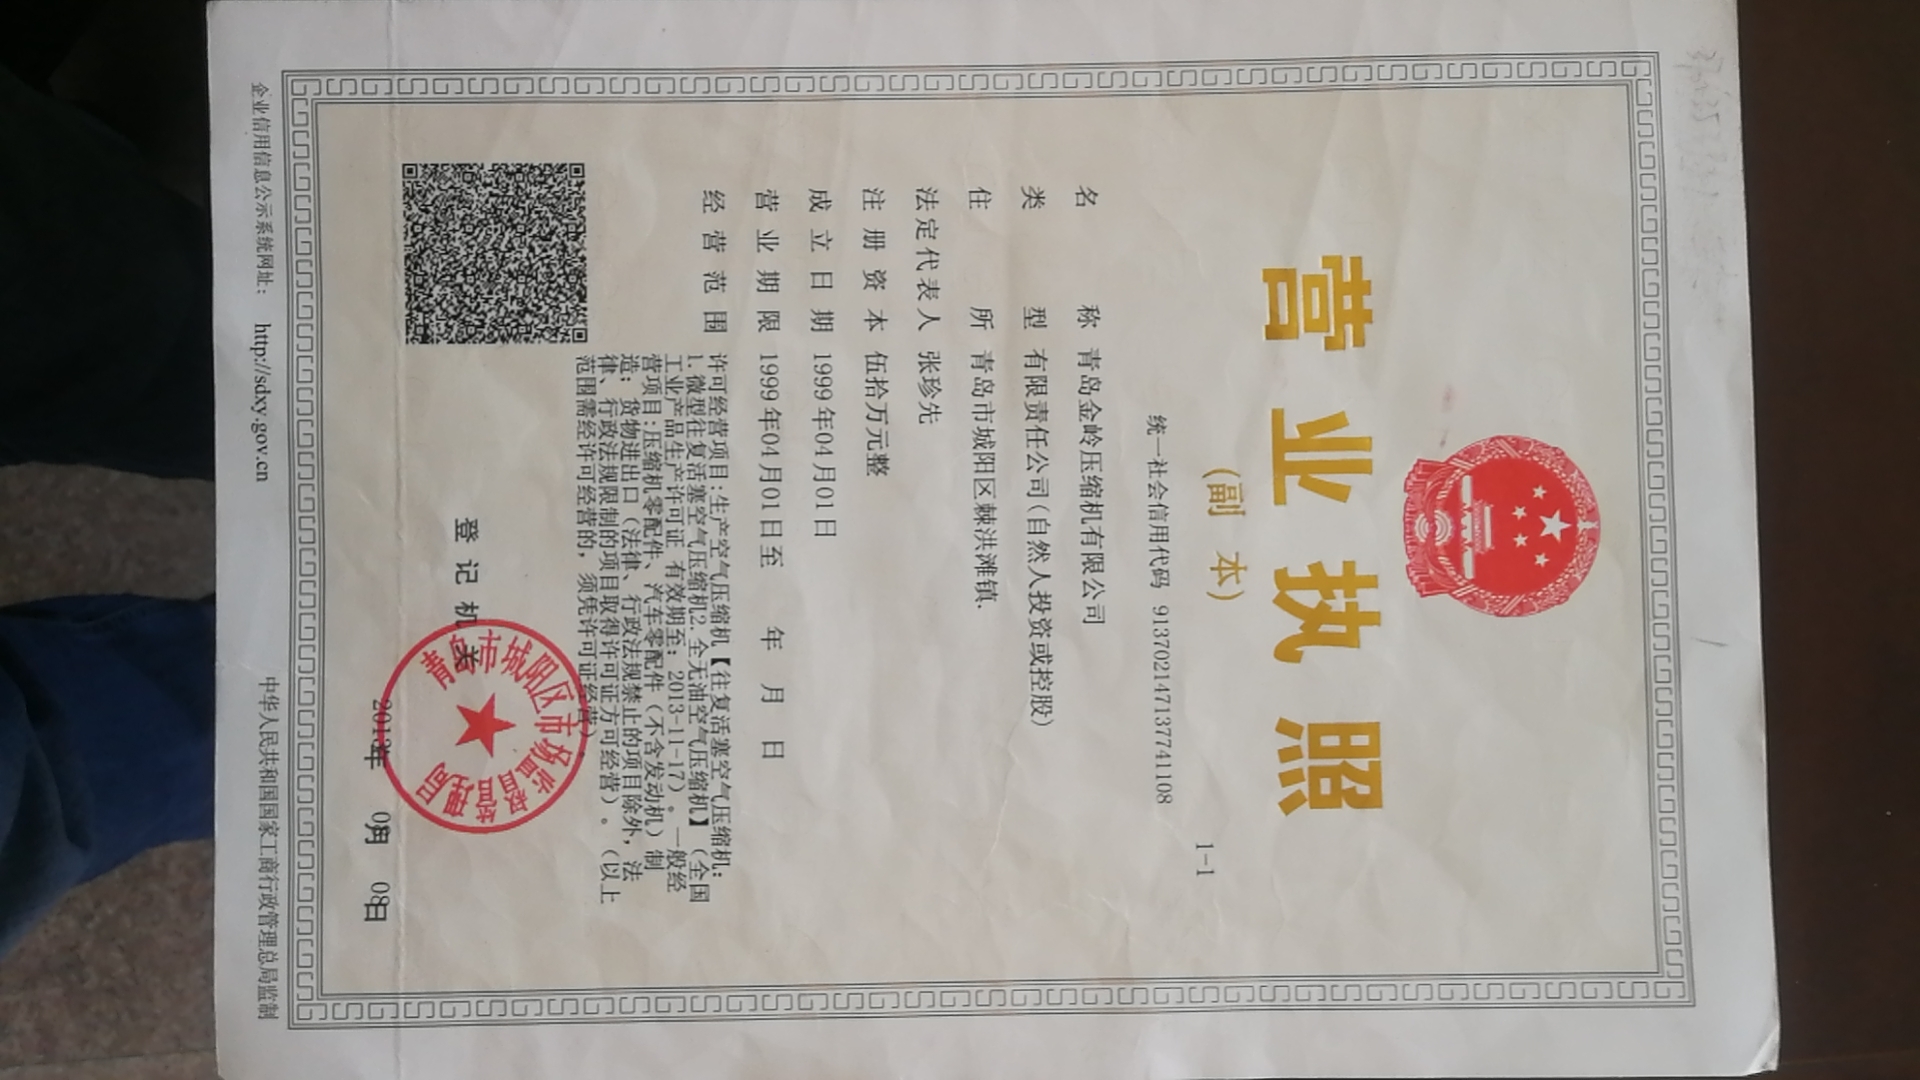 营业执照
(副 本)
1-1
统一社会信用代码 913702147137741108
名 称 青岛金岭压缩机有限公司
类 型 有限责任公司(自然人投资或控股)
住 所 青岛市城阳区棘洪滩镇.
法定代表人 张珍先
注册资本 伍拾万元整
成立日期 1999年04月01日
营业期限 1999年04月01日至 年 月 日
经营范围 许可经营项目:生产空气压缩机【往复活塞空气压缩机:
1.微型往复活塞空气压缩机2.全无油空气压缩机】(全国
工业产品生产许可证 有效期至:2013-11-17)。一般经
营项目:压缩机零配件、汽车零配件(不含发动机)制
造;货物进出口(法律、行政法规禁止的项目除外,法
律、行政法规限制的项目取得许可证方可经营)。(以上
范围需经许可经营的,须凭许可证经营)
登记机关
青岛市城阳区市场监督管理局
年 08月 08日
企业信用信息公示系统网址: http://sdxy.gov.cn
中华人民共和国国家工商行政管理总局监制